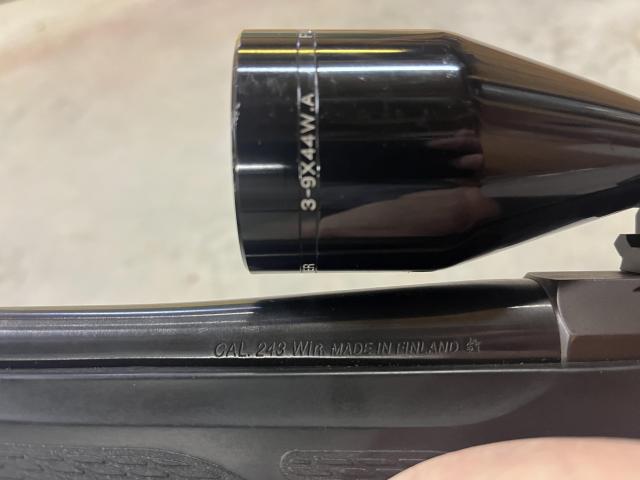 3-9X44W.A
CAL. 243 Win. MADE IN FINLAND